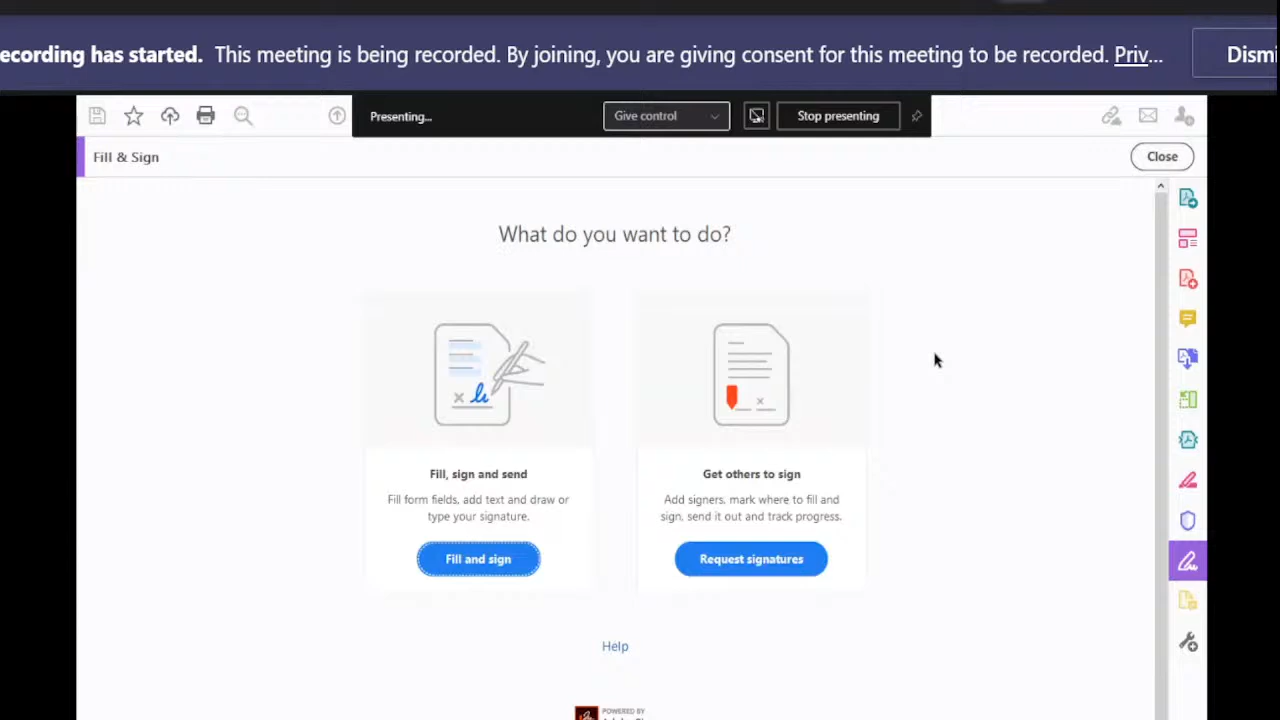 ecording has started. This meeting is being recorded. By joining, you are giving consent for this meeting to be recorded. Priv... Dismi
Presenting... Give control Stop presenting
Fill & Sign Close
What do you want to do?
Fill, sign and send
Fill form fields, add text and draw or
type your signature.
Fill and sign
Get others to sign
Add signers, mark where to fill and
sign, send it out and track progress.
Request signatures
Help
POWERED BY